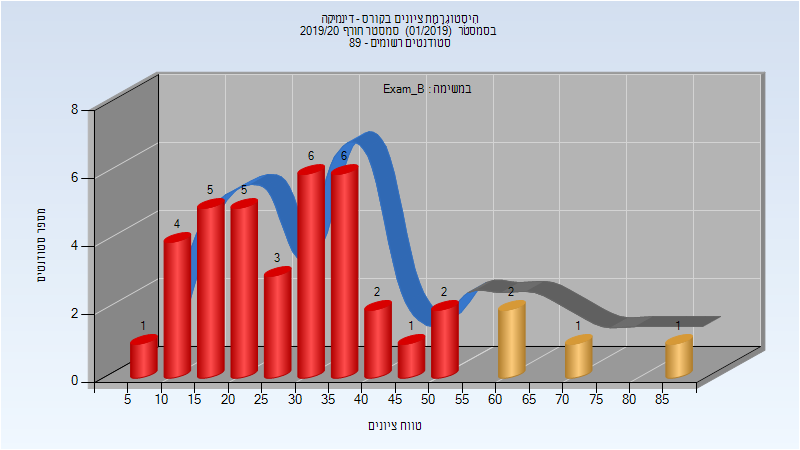 היסטוגרמת ציונים בקורס - דינמיקה
בסמסטר (01/2019) סמסטר חורף 2019/20
סטודנטים רשומים - 89
במשימה : Exam_B
מספר סטודנטים
8
6
4
2
0
1
4
5
5
3
6
6
2
1
2
2
1
1
5 10 15 20 25 30 35 40 45 50 55 60 65 70 75 80 85
טווח ציונים